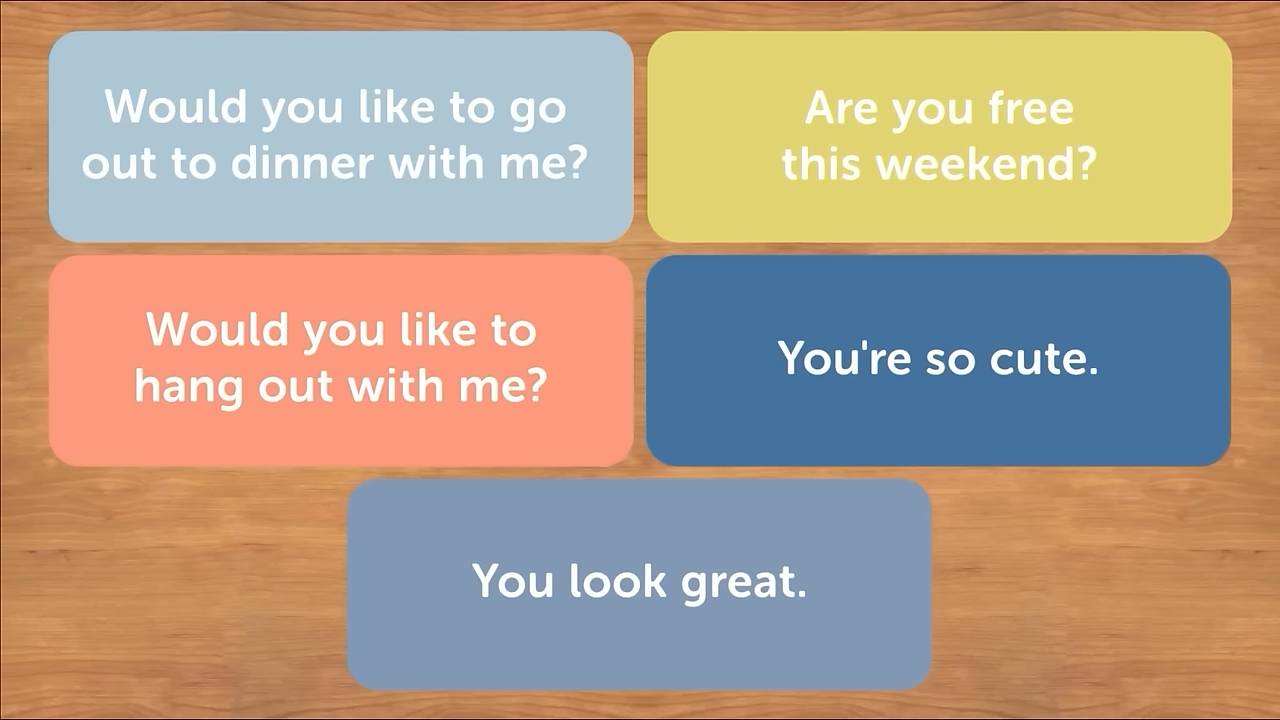 Would you like to go
out to dinner with me?
Are you free
this weekend?
Would you like to
hang out with me?
You're so cute.
You look great.